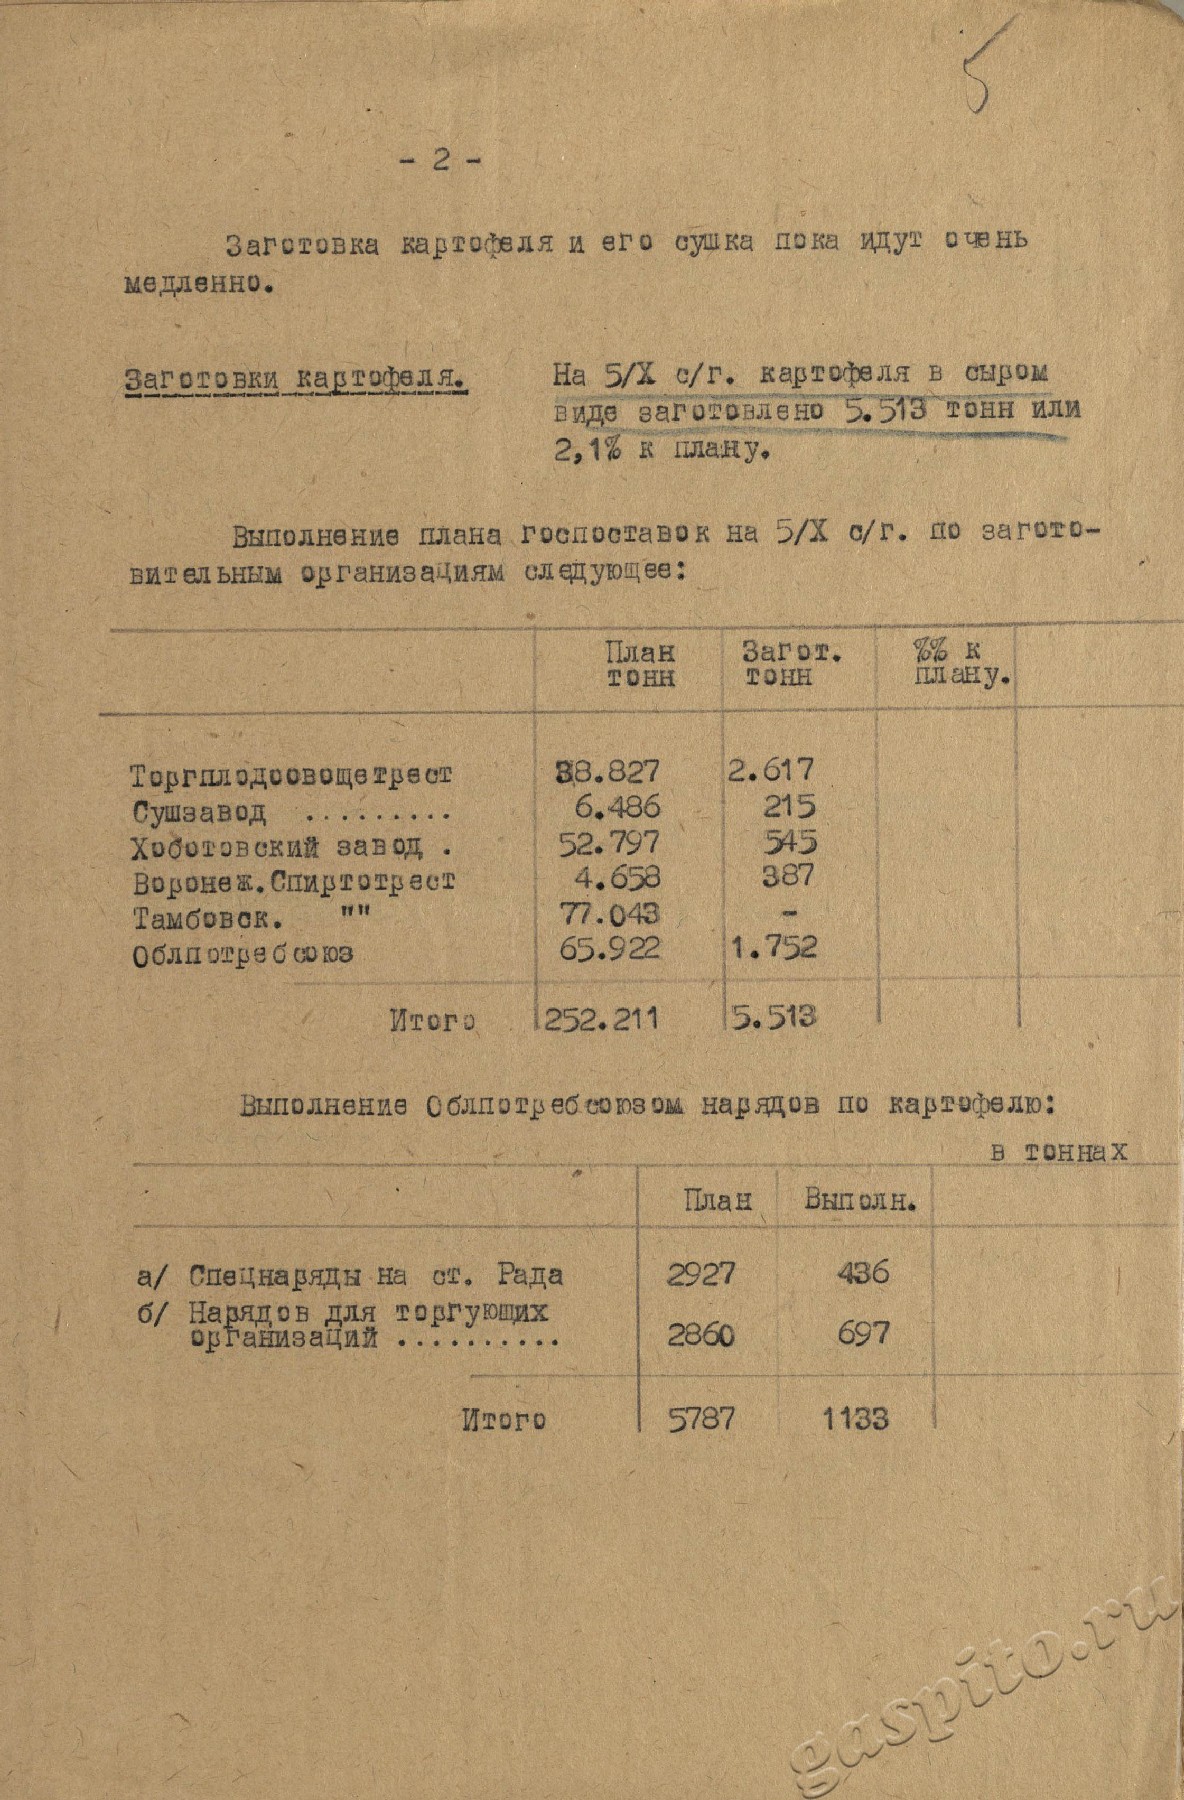 5
- 2 -
Заготовка картофеля и его сушка пока идут очень
медленно.
Заготовки картофеля.
На 5/X с/г. картофеля в сыром
виде заготовлено 5.513 тонн или
2,1% к плану.
Выполнение плана госпоставок на 5/X с/г. по загото-
вительным организациям следующее:
План тонн Загот. тонн %% к плану.
Торгплодоовощетрест 38.827 2.617
Сушзавод ......... 6.486 215
Хоботовский завод . 52.797 545
Воронеж.Спиртотрест 4.658 387
Тамбовск. "" 77.043 -
Облпотребсоюз 65.922 1.752
Итого 252.211 5.513
Выполнение Облпотребсоюзом нарядов по картофелю:
в тоннах
План Выполн.
а/ Спецнаряды на ст. Рада 2927 436
б/ Нарядов для торгующих
организаций .......... 2860 697
Итого 5787 1133
gaspito.ru